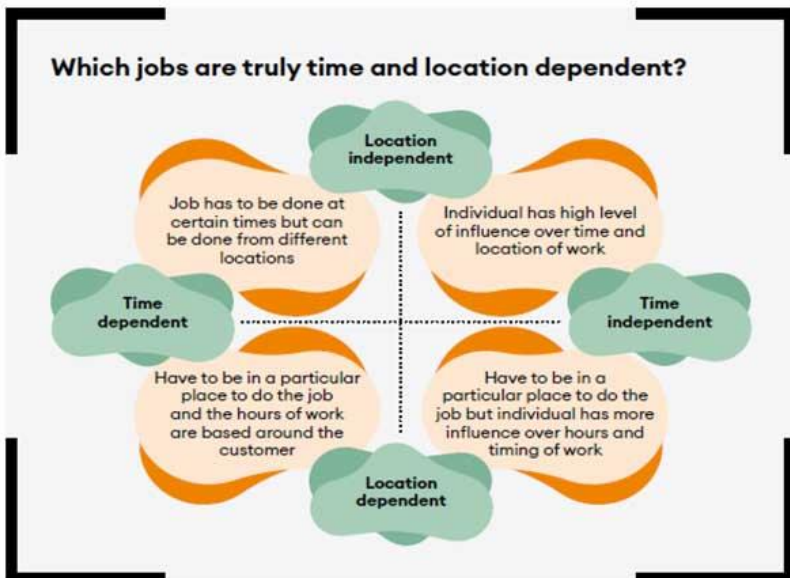 Which jobs are truly time and location dependent?
Location
independent
Job has to be done at
certain times but can
be done from different
locations
Individual has high level
of influence over time and
location of work
Time
dependent
Time
independent
Have to be in a particular
place to do the job
and the hours of work
are based around the
customer
Have to be in a
particular place to do the
job but individual has more
influence over hours and
timing of work
Location
dependent